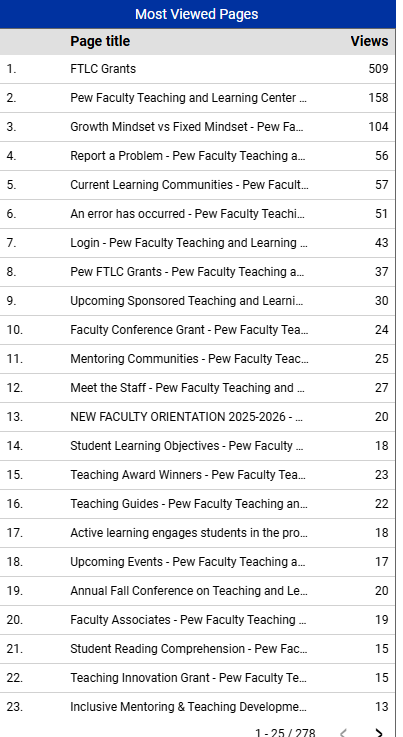 Most Viewed Pages
Page title Views
1. FTLC Grants 509
2. Pew Faculty Teaching and Learning Center ... 158
3. Growth Mindset vs Fixed Mindset - Pew Fa... 104
4. Report a Problem - Pew Faculty Teaching a... 56
5. Current Learning Communities - Pew Facult... 57
6. An error has occurred - Pew Faculty Teachi... 51
7. Login - Pew Faculty Teaching and Learning ... 43
8. Pew FTLC Grants - Pew Faculty Teaching a... 37
9. Upcoming Sponsored Teaching and Learni... 30
10. Faculty Conference Grant - Pew Faculty Tea... 24
11. Mentoring Communities - Pew Faculty Teac... 25
12. Meet the Staff - Pew Faculty Teaching and ... 27
13. NEW FACULTY ORIENTATION 2025-2026 - ... 20
14. Student Learning Objectives - Pew Faculty ... 18
15. Teaching Award Winners - Pew Faculty Tea... 23
16. Teaching Guides - Pew Faculty Teaching an... 22
17. Active learning engages students in the pro... 18
18. Upcoming Events - Pew Faculty Teaching a... 17
19. Annual Fall Conference on Teaching and Le... 20
20. Faculty Associates - Pew Faculty Teaching ... 19
21. Student Reading Comprehension - Pew Fac... 15
22. Teaching Innovation Grant - Pew Faculty Te... 15
23. Inclusive Mentoring & Teaching Developme... 13
1 - 25 / 278 < >